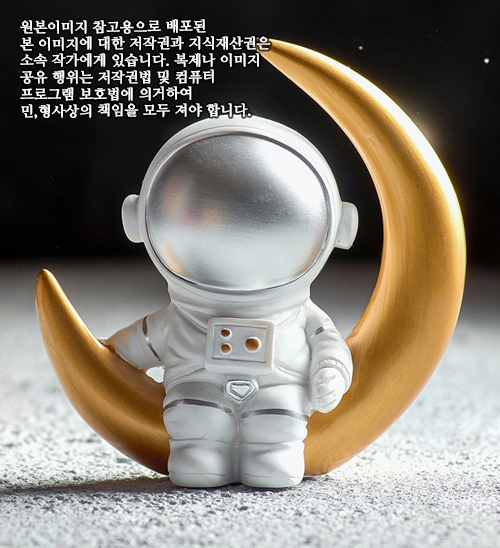 원본이미지 참고용으로 배포된
본 이미지에 대한 저작권과 지식재산권은
소속 작가에게 있습니다. 복제나 이미지
공유 행위는 저작권법 및 컴퓨터
프로그램 보호법에 의거하여
민,형사상의 책임을 모두 져야 합니다.